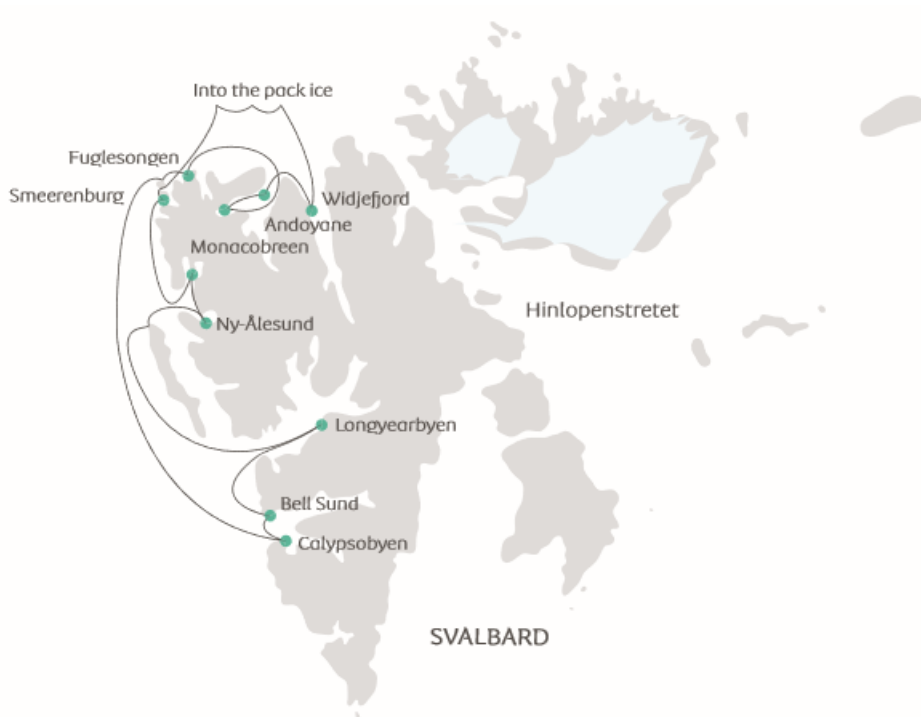 Into the pack ice
Fuglesongen
Smeerenburg
Widjefjord
Andoyane
Monacobreen
Hinlopenstretet
Ny-Ålesund
Longyearbyen
Bell Sund
Calypsobyen
SVALBARD